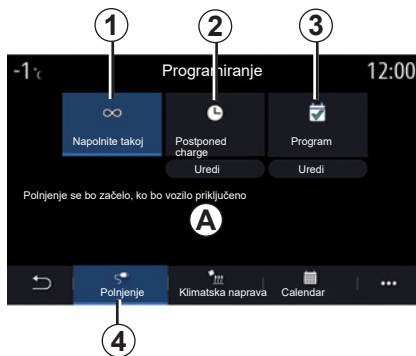 1 2 3
-1°c Programiranje 12:00
Napolnite takoj
Postponed
charge
Program
Uredi Uredi
Polnjenje se bo začelo, ko bo vozilo priključeno
A
Polnjenje Klimatska naprava Calendar
4